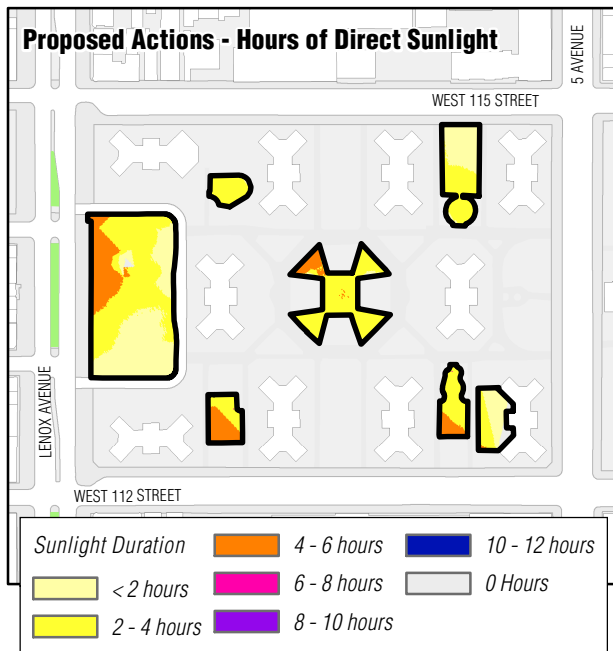 Proposed Actions - Hours of Direct Sunlight
5 AVENUE
WEST 115 STREET
LENOX AVENUE
WEST 112 STREET
Sunlight Duration
< 2 hours
2 - 4 hours
4 - 6 hours
6 - 8 hours
8 - 10 hours
10 - 12 hours
0 Hours